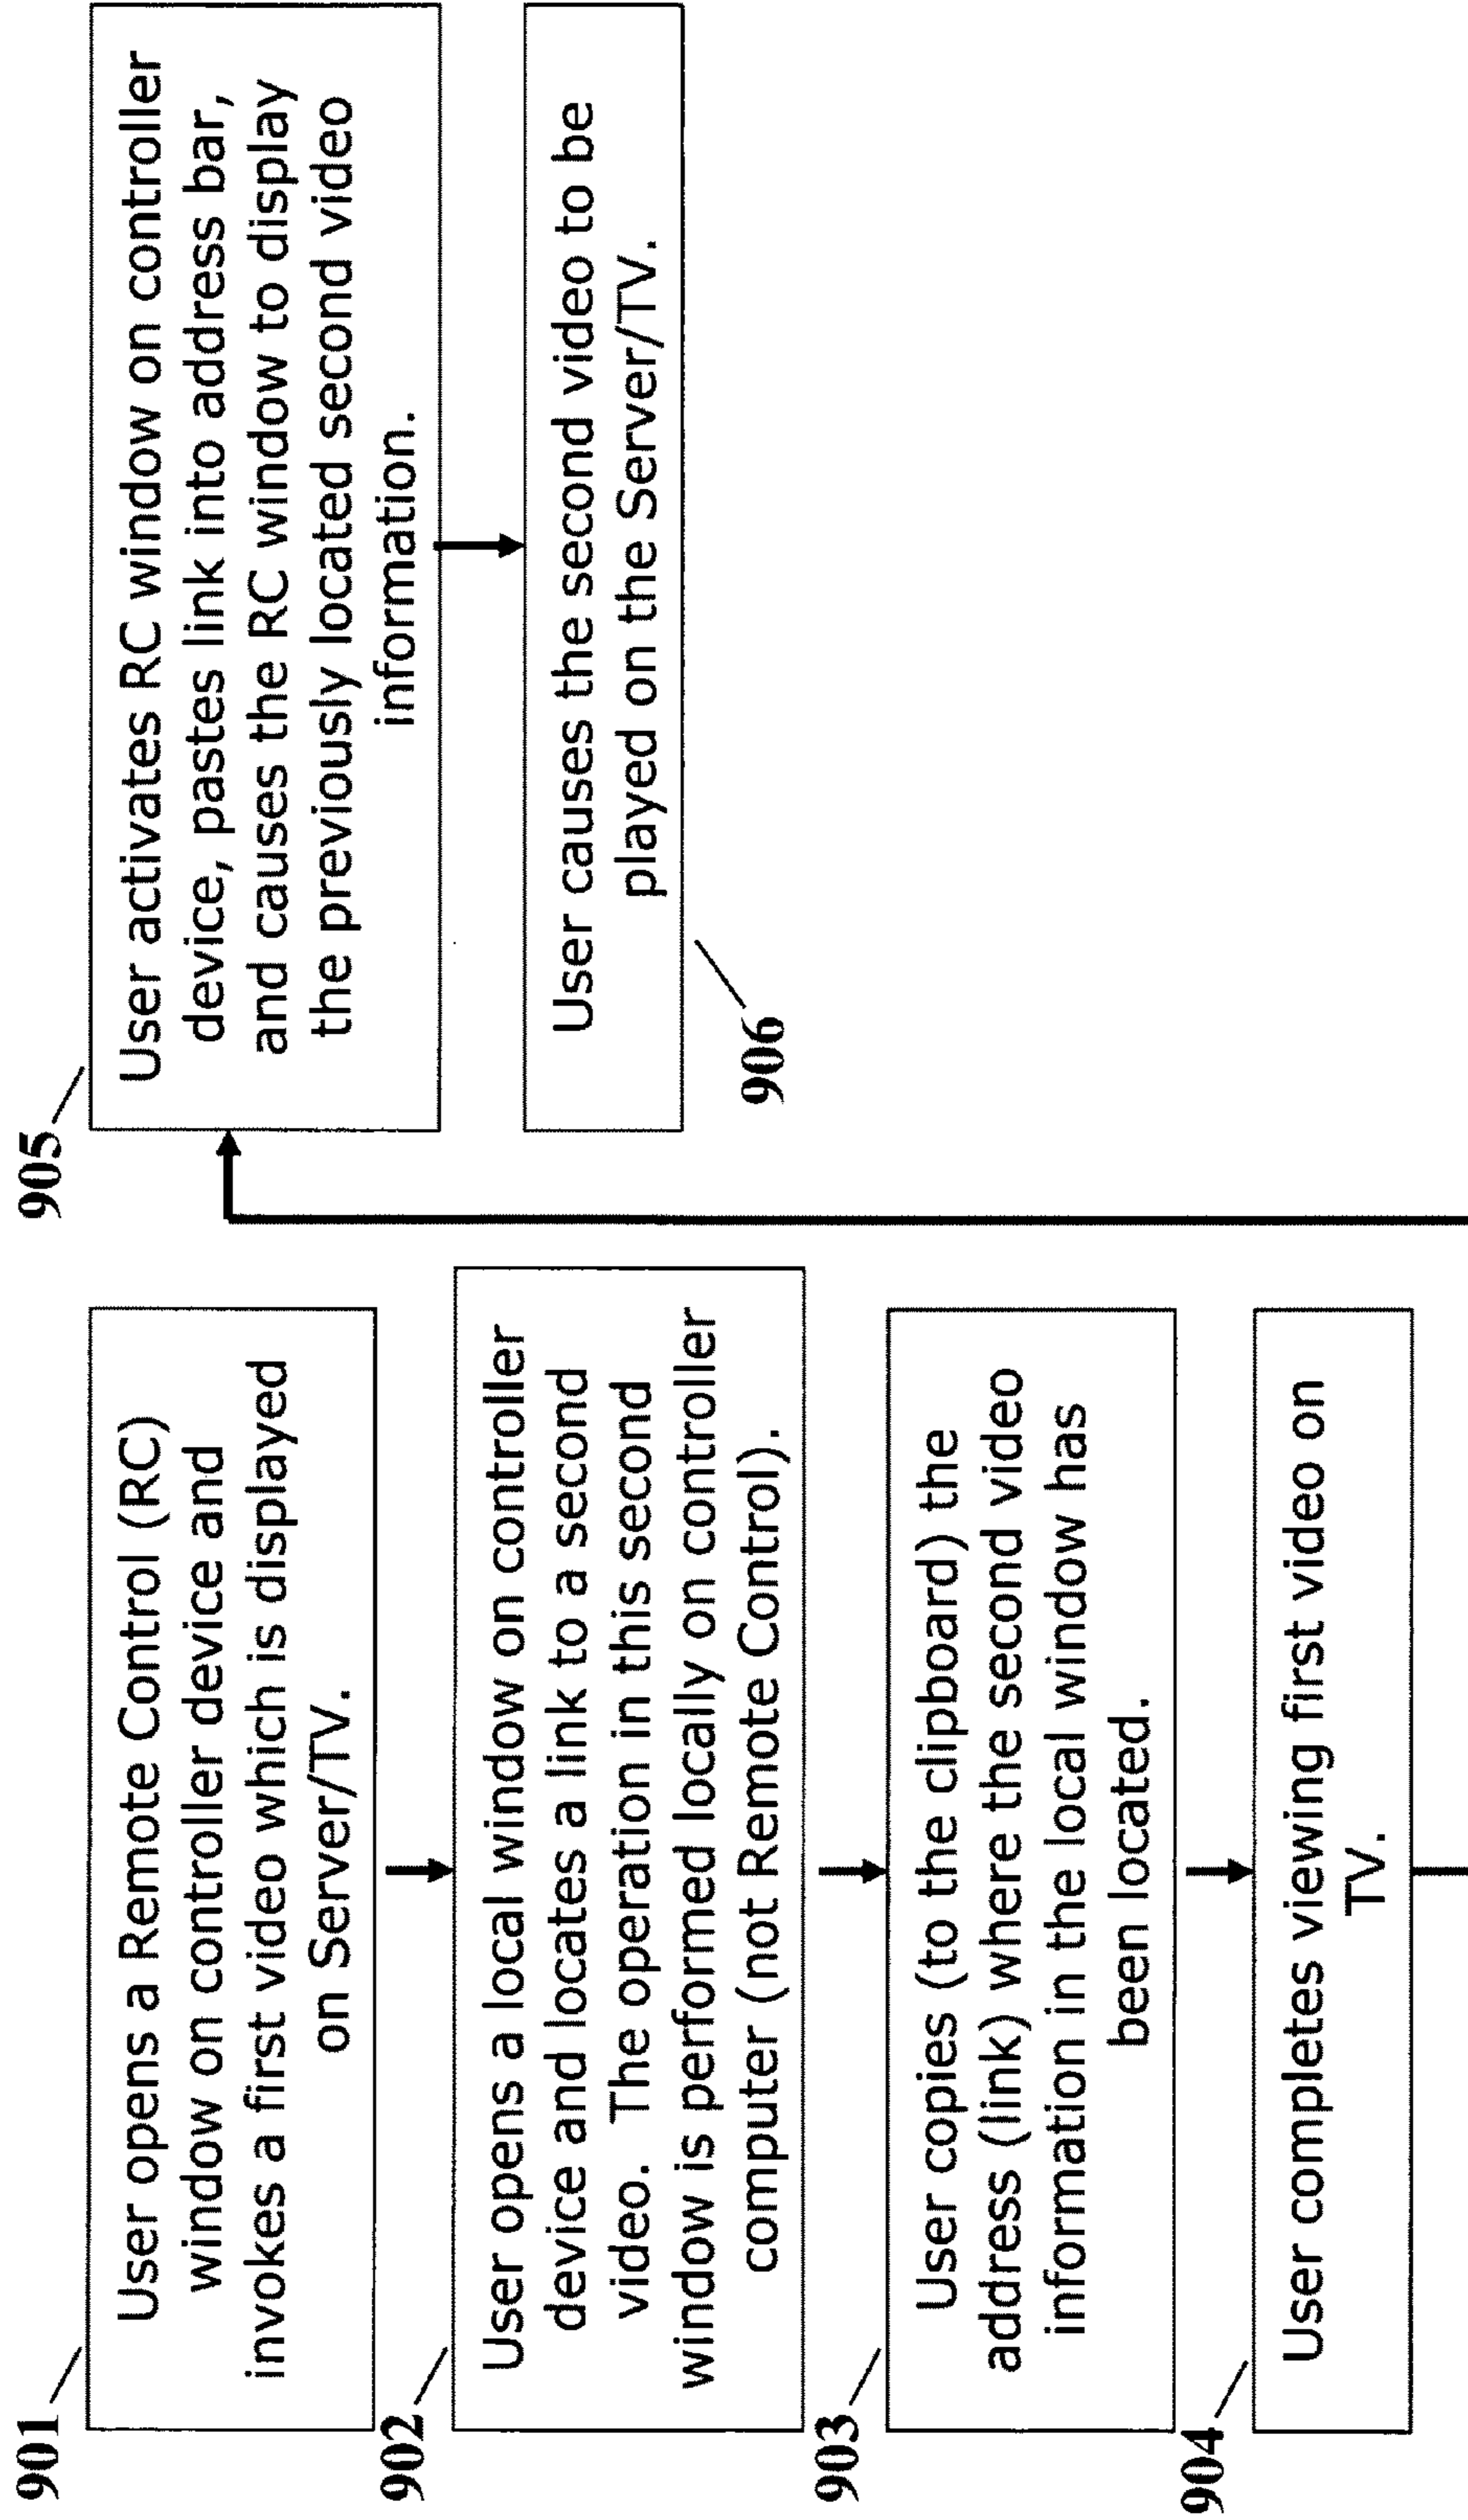 901
User opens a Remote Control (RC)
window on controller device and
invokes a first video which is displayed
on Server/TV.
902
User opens a local window on controller
device and locates a link to a second
video. The operation in this second
window is performed locally on controller
computer (not Remote Control).
903
User copies (to the clipboard) the
address (link) where the second video
information in the local window has
been located.
904
User completes viewing first video on
TV.
905
User activates RC window on controller
device, pastes link into address bar,
and causes the RC window to display
the previously located second video
information.
User causes the second video to be
played on the Server/TV.
906